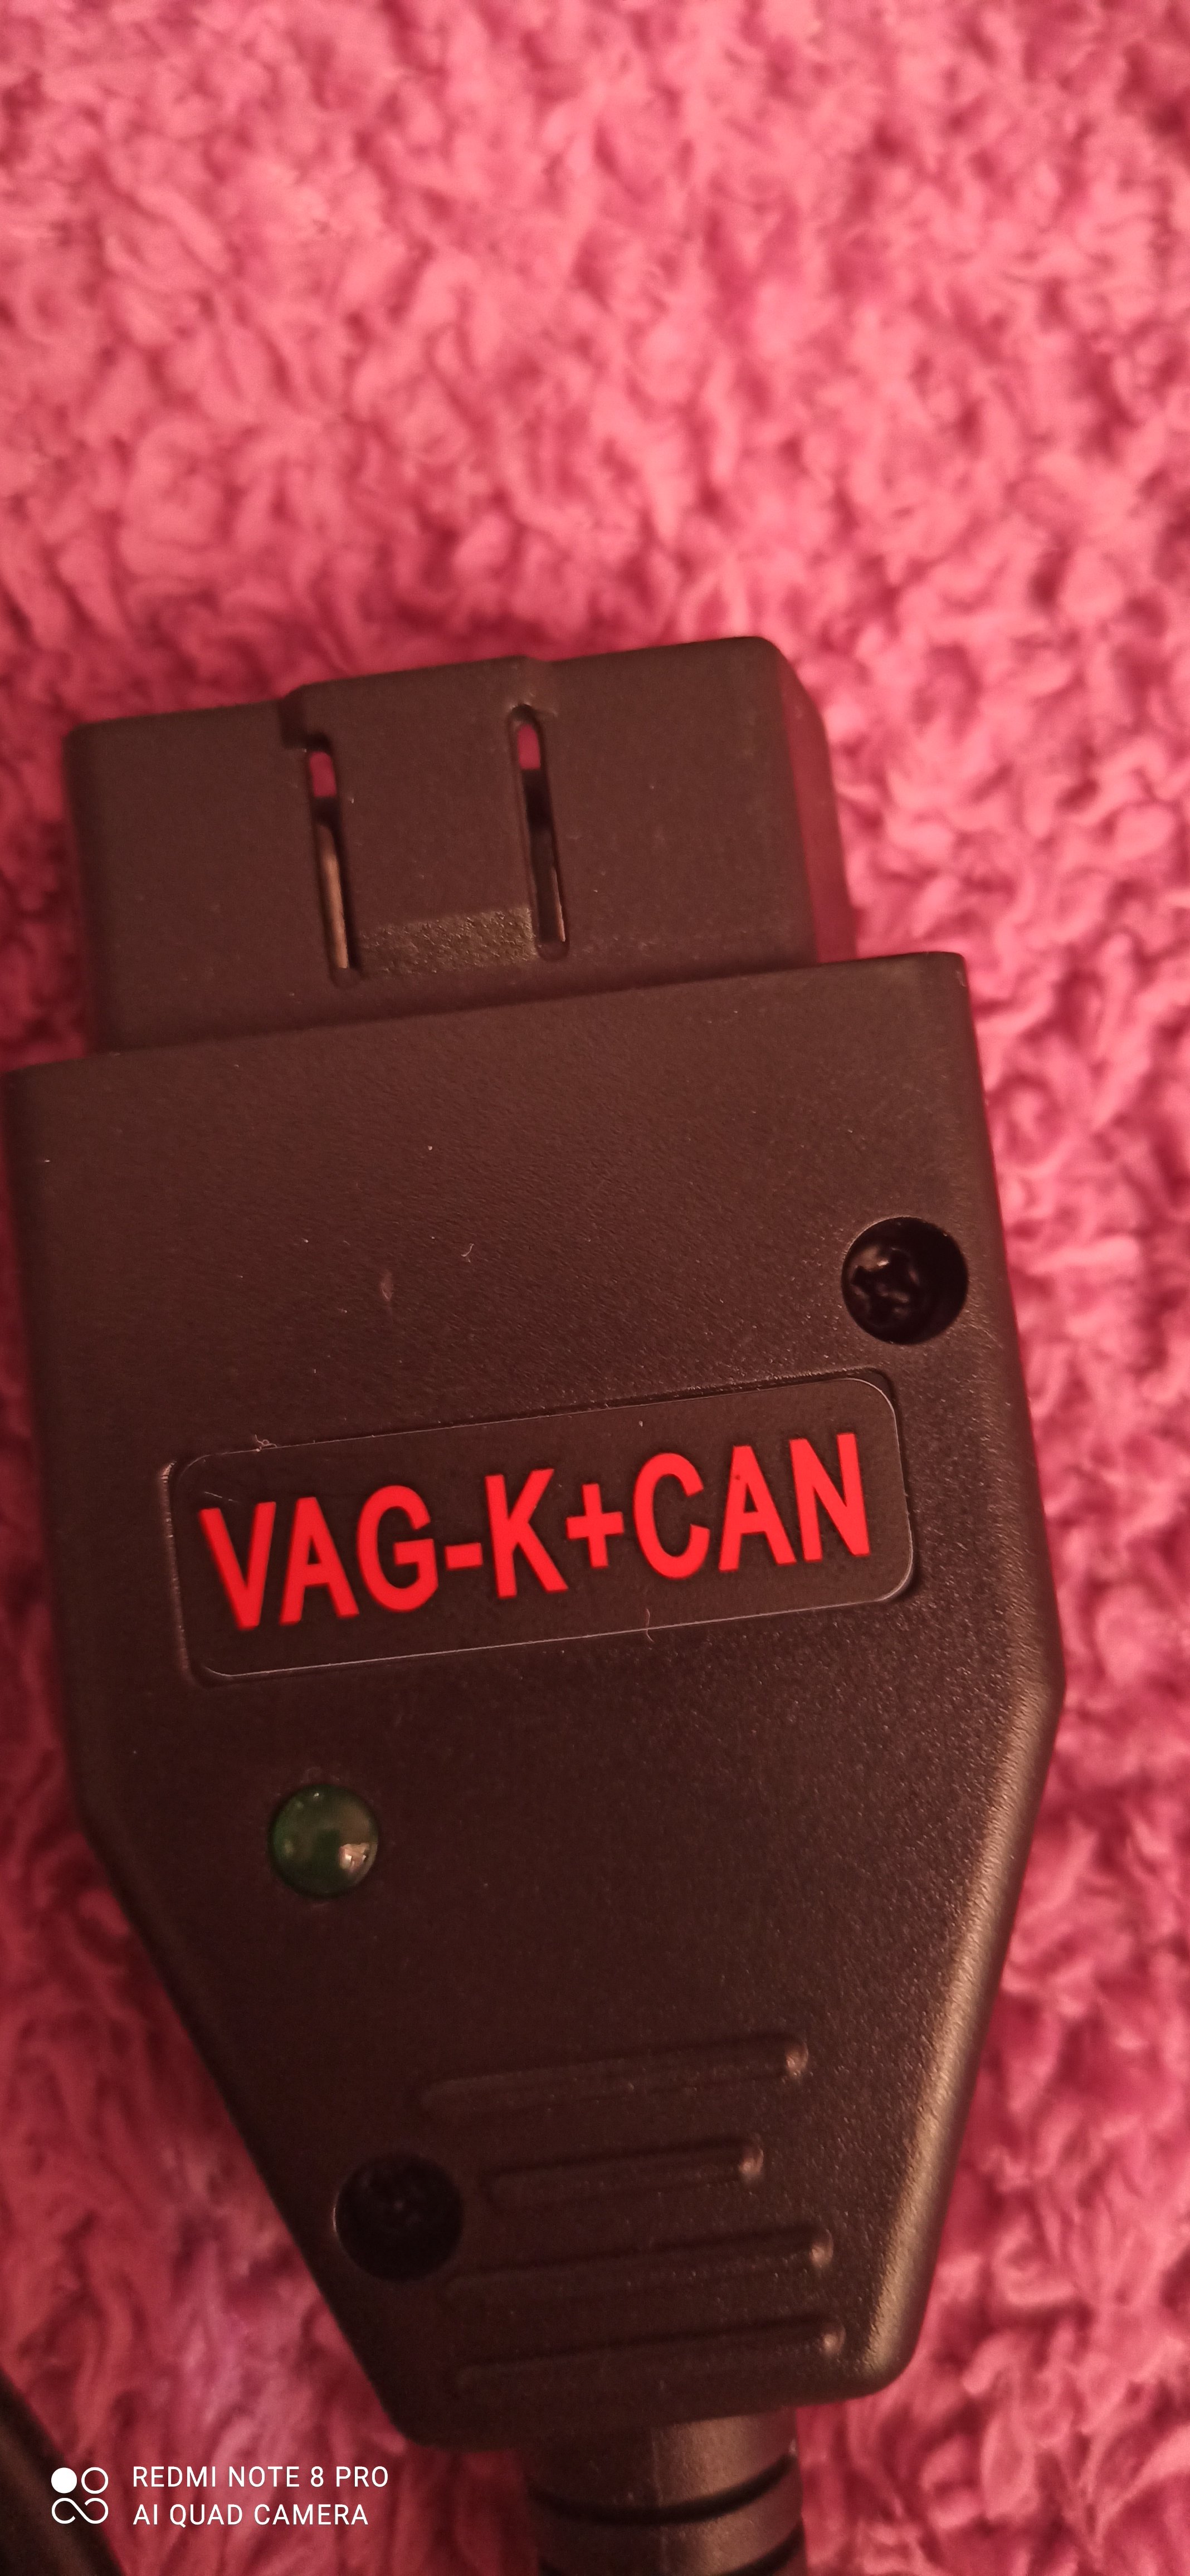 VAG-K+CAN
REDMI NOTE 8 PRO
AI QUAD CAMERA